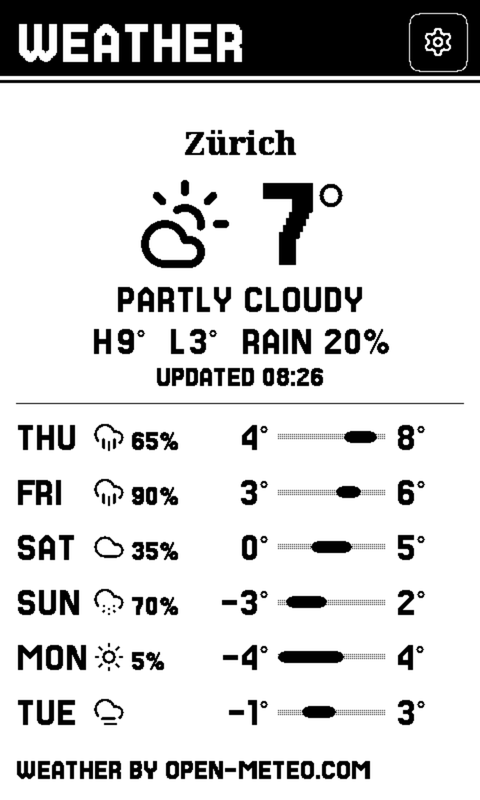 WEATHER
Zürich
7°
PARTLY CLOUDY
H9° L3° RAIN 20%
UPDATED 08:26
THU 65% 4° 8°
FRI 90% 3° 6°
SAT 35% 0° 5°
SUN 70% −3° 2°
MON 5% −4° 4°
TUE −1° 3°
WEATHER BY OPEN-METEO.COM